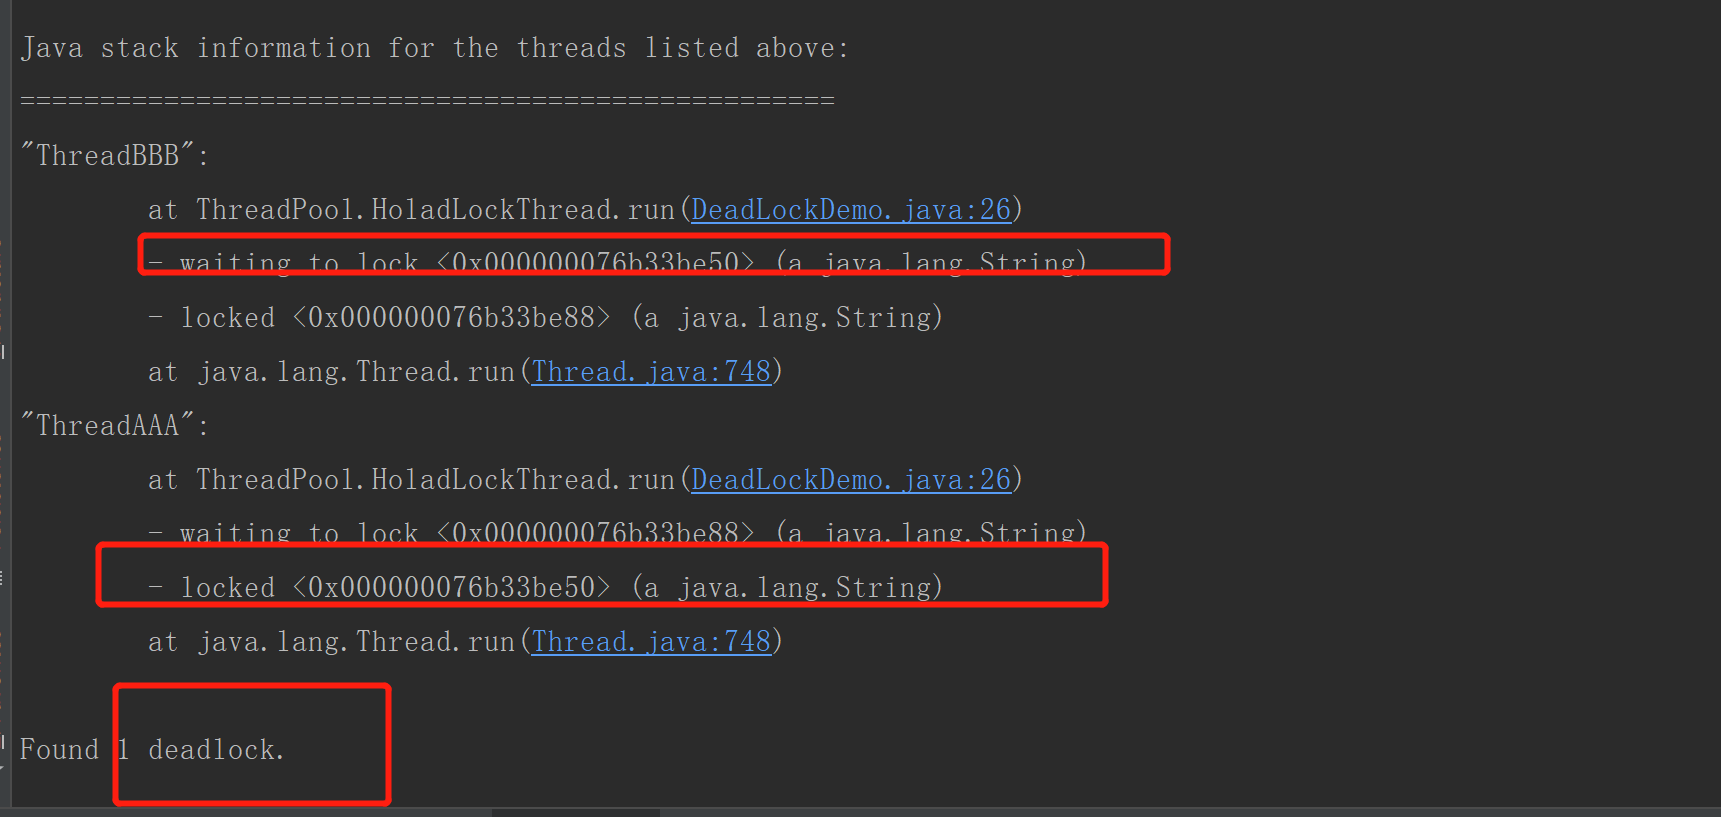 Java stack information for the threads listed above:
===================================================
"ThreadBBB":
at ThreadPool.HoladLockThread.run(DeadLockDemo.java:26)
- waiting to lock <0x000000076b33be50> (a java.lang.String)
- locked <0x000000076b33be88> (a java.lang.String)
at java.lang.Thread.run(Thread.java:748)
"ThreadAAA":
at ThreadPool.HoladLockThread.run(DeadLockDemo.java:26)
- waiting to lock <0x000000076b33be88> (a java.lang.String)
- locked <0x000000076b33be50> (a java.lang.String)
at java.lang.Thread.run(Thread.java:748)
Found 1 deadlock.